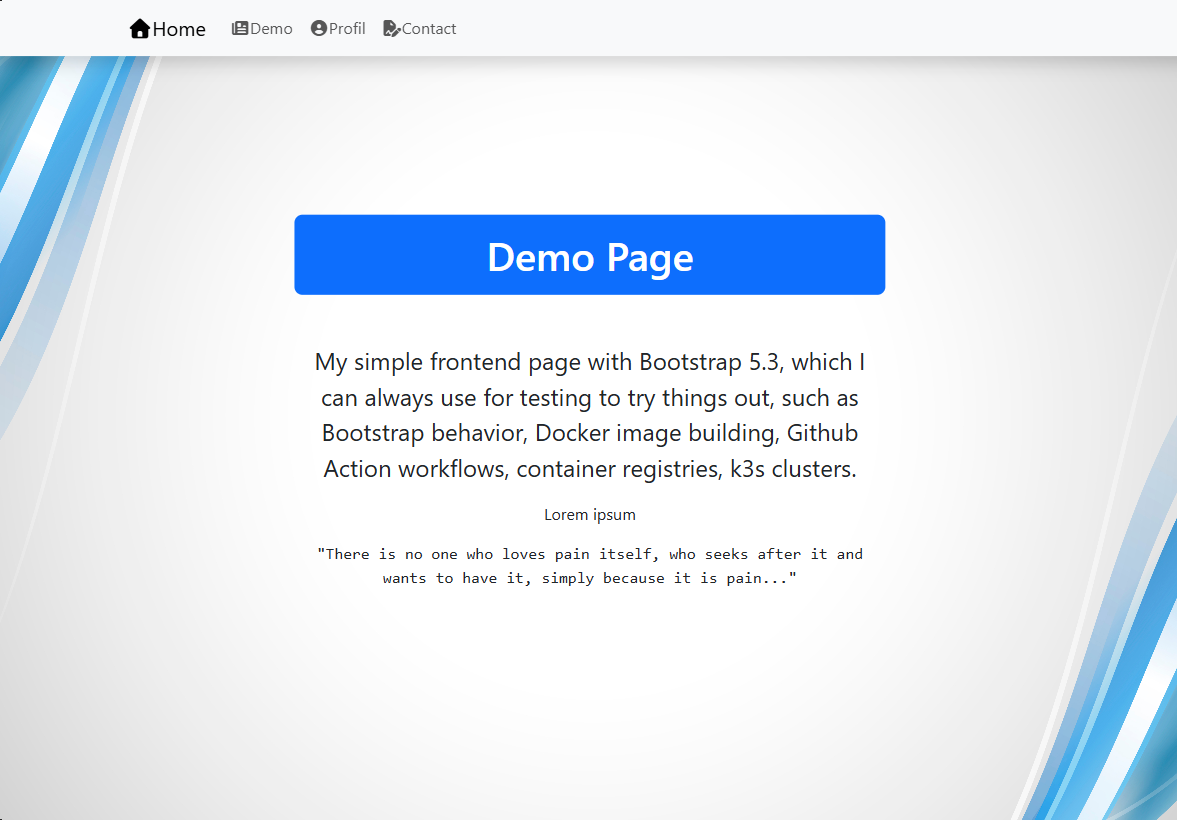 Home Demo Profil Contact
Demo Page
My simple frontend page with Bootstrap 5.3, which I
can always use for testing to try things out, such as
Bootstrap behavior, Docker image building, Github
Action workflows, container registries, k3s clusters.
Lorem ipsum
"There is no one who loves pain itself, who seeks after it and
wants to have it, simply because it is pain..."